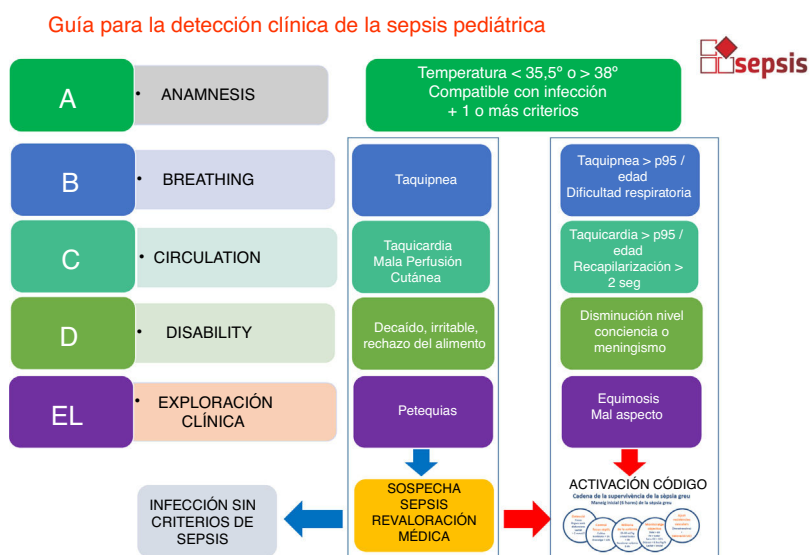 Guía para la detección clínica de la sepsis pediátrica
sepsis
A
• ANAMNESIS
Temperatura < 35,5º o > 38º
Compatible con infección
+ 1 o más criterios
B
• BREATHING
Taquipnea
Taquipnea > p95 /
edad
Dificultad respiratoria
C
• CIRCULATION
Taquicardia
Mala Perfusión
Cutánea
Taquicardia > p95 /
edad
Recapilarización >
2 seg
D
• DISABILITY
Decaído, irritable,
rechazo del alimento
Disminución nivel
conciencia o
meningismo
EL
• EXPLORACIÓN
CLÍNICA
Petequias
Equimosis
Mal aspecto
INFECCIÓN SIN
CRITERIOS DE
SEPSIS
SOSPECHA
SEPSIS
REVALORACIÓN
MÉDICA
ACTIVACIÓN CÓDIGO
Cadena de la supervivència de la sèpsia greu